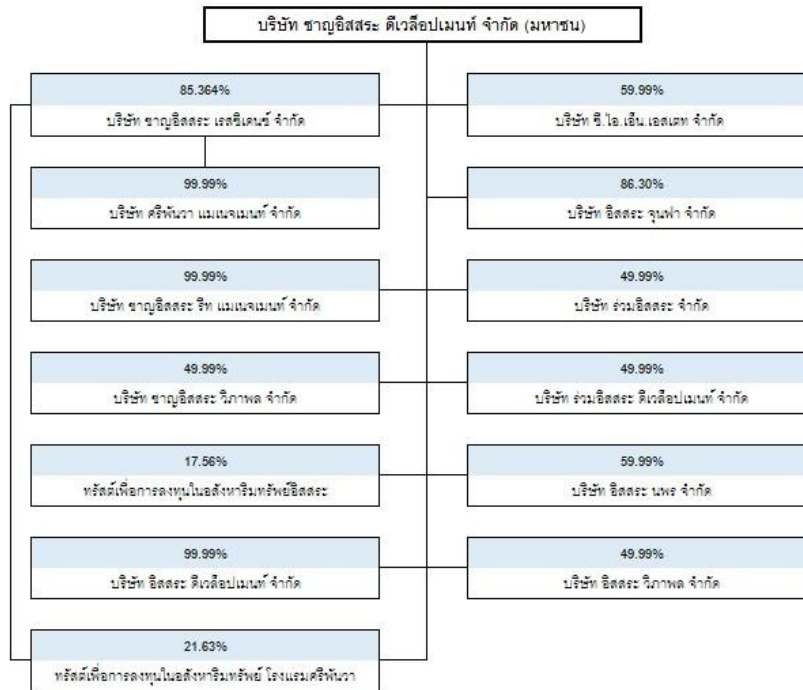 บริษัท ชาญอิสสระ ดีเวล็อปเมนท์ จำกัด (มหาชน)
85.364%
บริษัท ชาญอิสสระ เรสซิเดนซ์ จำกัด
59.99%
บริษัท ซี.ไอ.เอ็น.เอสเตท จำกัด
99.99%
บริษัท ศรีพันวา แมเนจเมนท์ จำกัด
86.30%
บริษัท อิสสระ จุนฟา จำกัด
99.99%
บริษัท ชาญอิสสระ รีท แมเนจเมนท์ จำกัด
49.99%
บริษัท ร่วมอิสสระ จำกัด
49.99%
บริษัท ชาญอิสสระ วิภาพล จำกัด
49.99%
บริษัท ร่วมอิสสระ ดีเวล็อปเมนท์ จำกัด
17.56%
ทรัสต์เพื่อการลงทุนในอสังหาริมทรัพย์อิสสระ
59.99%
บริษัท อิสสระ นพร จำกัด
99.99%
บริษัท อิสสระ ดีเวล็อปเมนท์ จำกัด
49.99%
บริษัท อิสสระ วิภาพล จำกัด
21.63%
ทรัสต์เพื่อการลงทุนในอสังหาริมทรัพย์ โรงแรมศรีพันวา